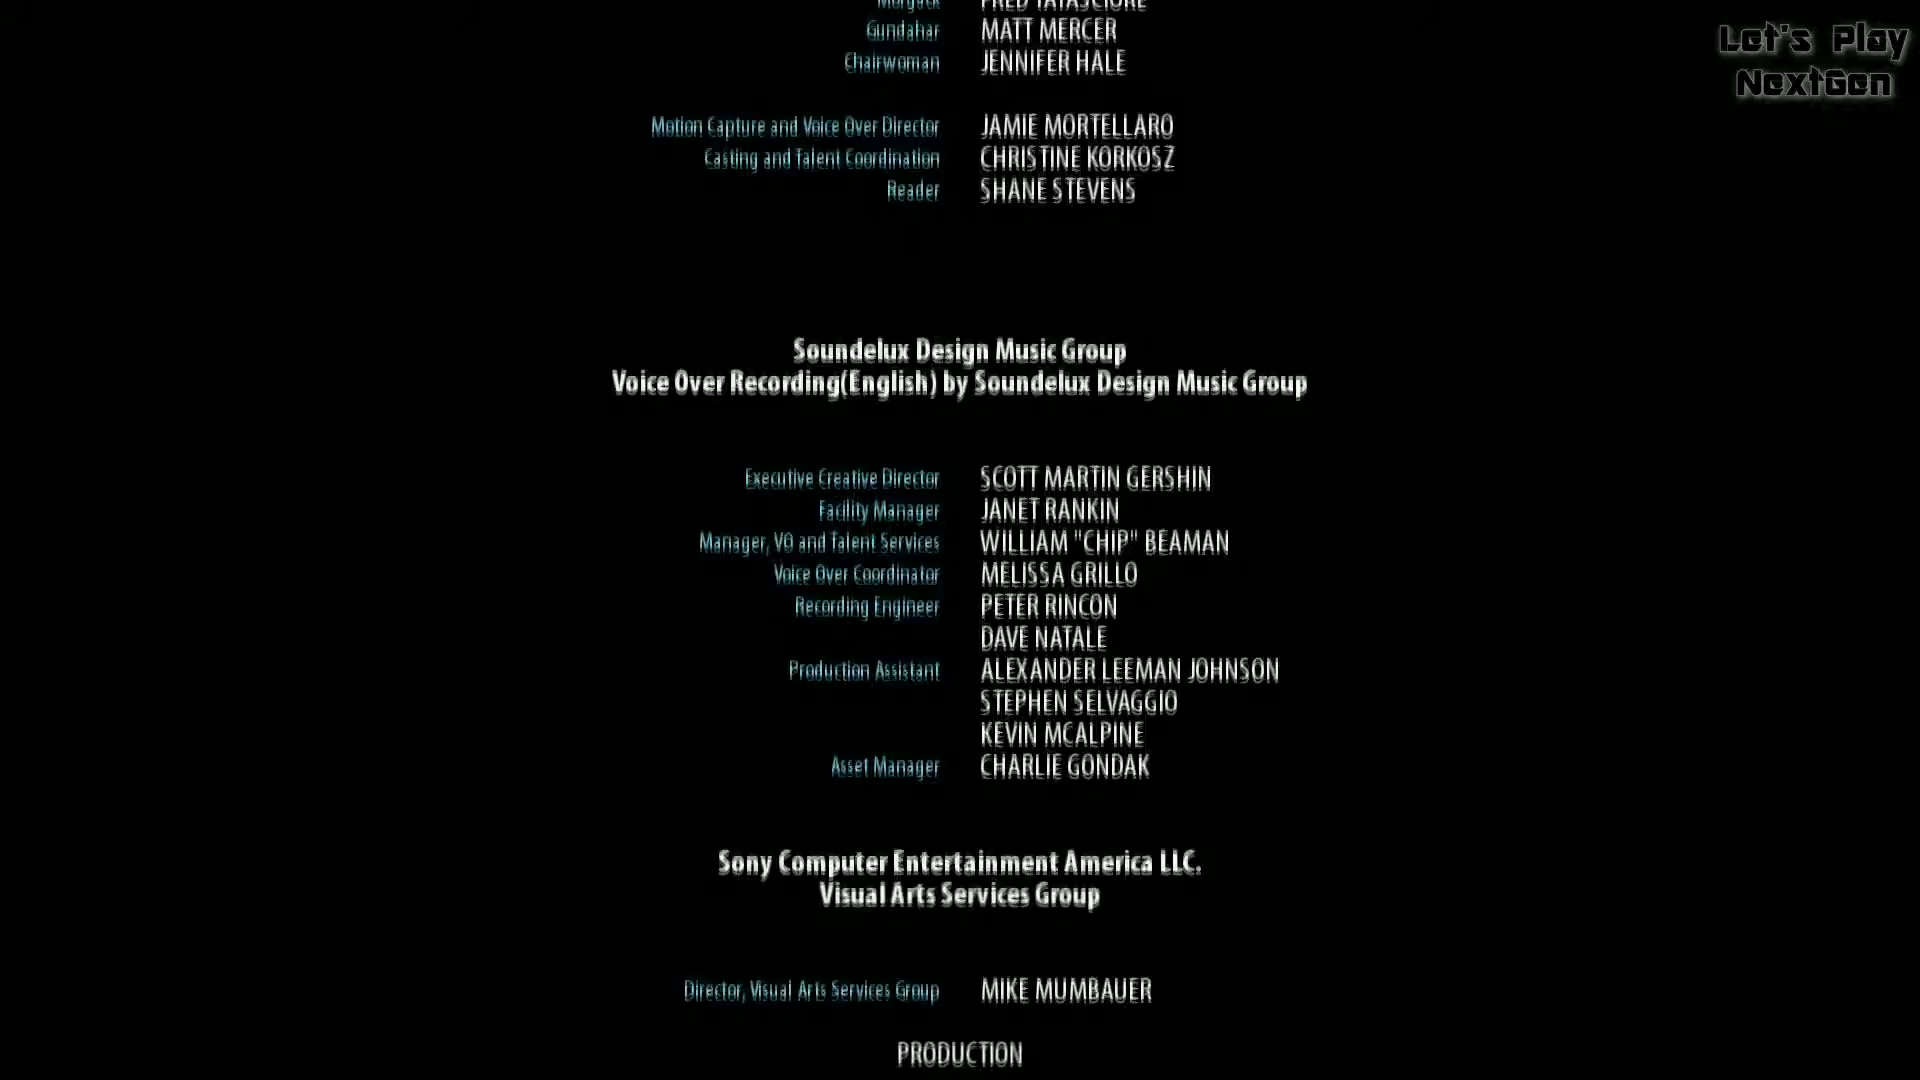 Morgack FRED TATASCIORE
Gundahar MATT MERCER
Chairwoman JENNIFER HALE
Motion Capture and Voice Over Director JAMIE MORTELLARO
Casting and Talent Coordination CHRISTINE KORKOSZ
Reader SHANE STEVENS
Soundelux Design Music Group
Voice Over Recording(English) by Soundelux Design Music Group
Executive Creative Director SCOTT MARTIN GERSHIN
Facility Manager JANET RANKIN
Manager, VO and Talent Services WILLIAM "CHIP" BEAMAN
Voice Over Coordinator MELISSA GRILLO
Recording Engineer PETER RINCON
DAVE NATALE
Production Assistant ALEXANDER LEEMAN JOHNSON
STEPHEN SELVAGGIO
KEVIN MCALPINE
Asset Manager CHARLIE GONDAK
Sony Computer Entertainment America LLC.
Visual Arts Services Group
Director, Visual Arts Services Group MIKE MUMBAUER
PRODUCTION
Let's Play
NextGen